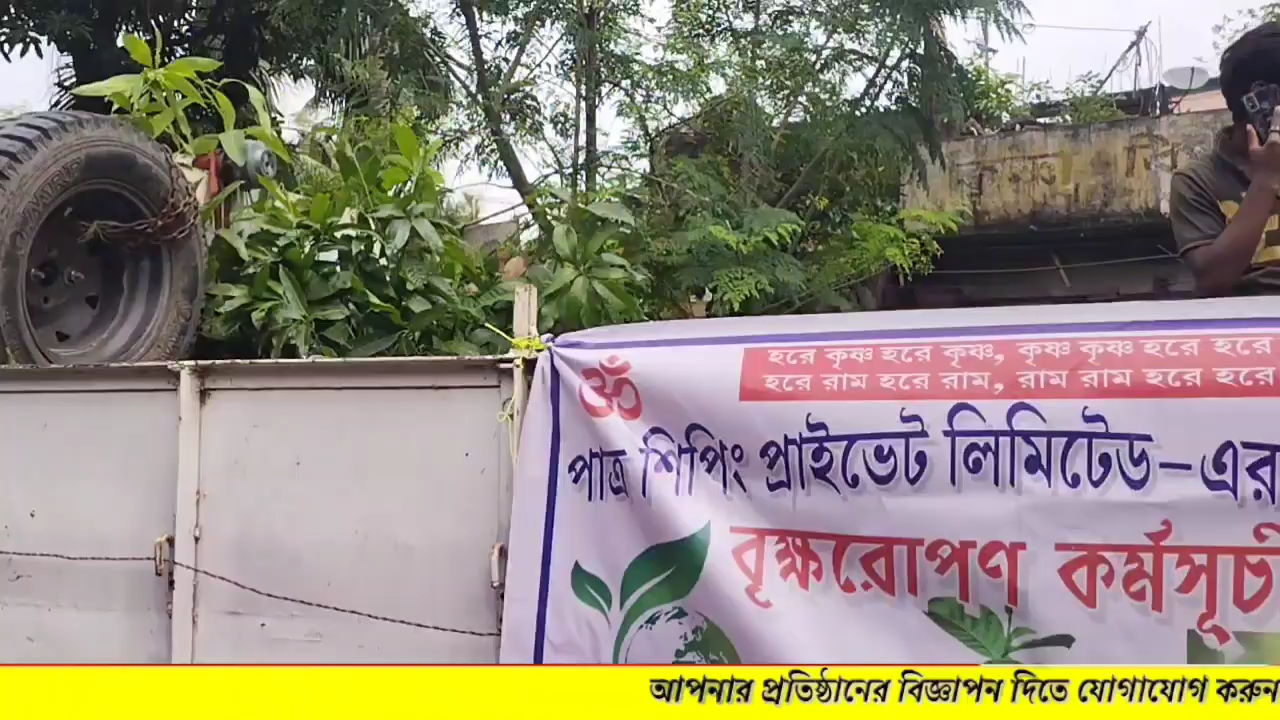 হরে কৃষ্ণ হরে কৃষ্ণ, কৃষ্ণ কৃষ্ণ হরে হরে
হরে রাম হরে রাম, রাম রাম হরে হরে
ॐ
পাত্র শিপিং প্রাইভেট লিমিটেড-এর
বৃক্ষরোপণ কর্মসূচী
আপনার প্রতিষ্ঠানের বিজ্ঞাপন দিতে যোগাযোগ করুন